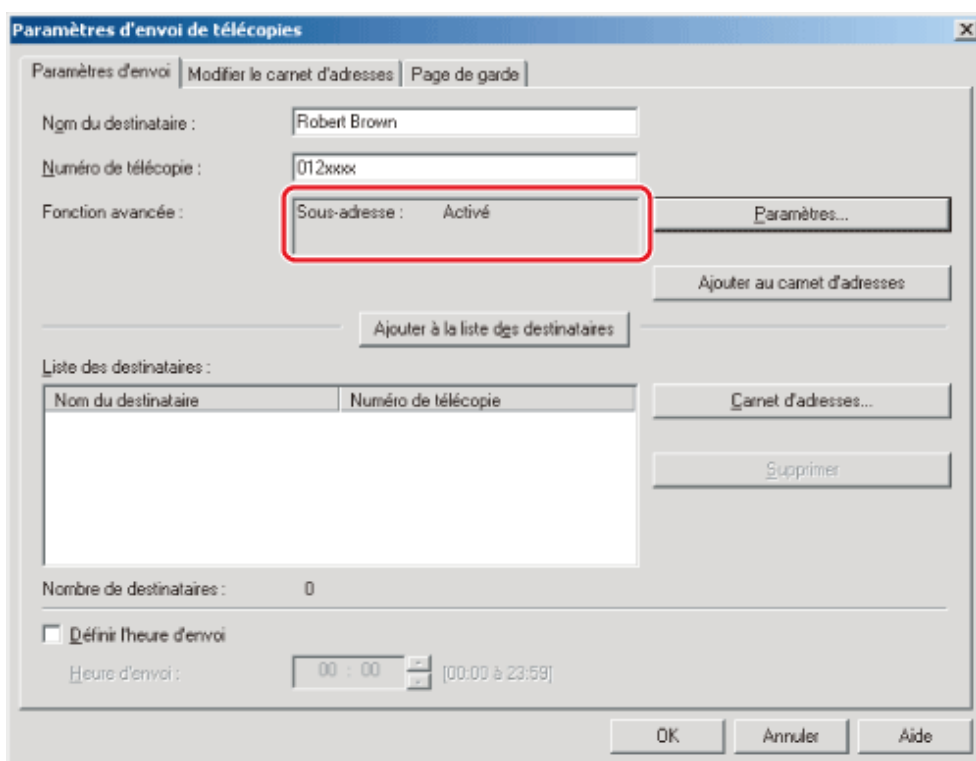 Paramètres d'envoi de télécopies
Paramètres d'envoi Modifier le carnet d'adresses Page de garde
Nom du destinataire : Robert Brown
Numéro de télécopie : 012xxxx
Fonction avancée : Sous-adresse : Activé Paramètres...
Ajouter au carnet d'adresses
Ajouter à la liste des destinataires
Liste des destinataires :
Nom du destinataire Numéro de télécopie Carnet d'adresses...
Supprimer
Nombre de destinataires : 0
Définir l'heure d'envoi
Heure d'envoi : 00 : 00 [00:00 à 23:59]
OK Annuler Aide